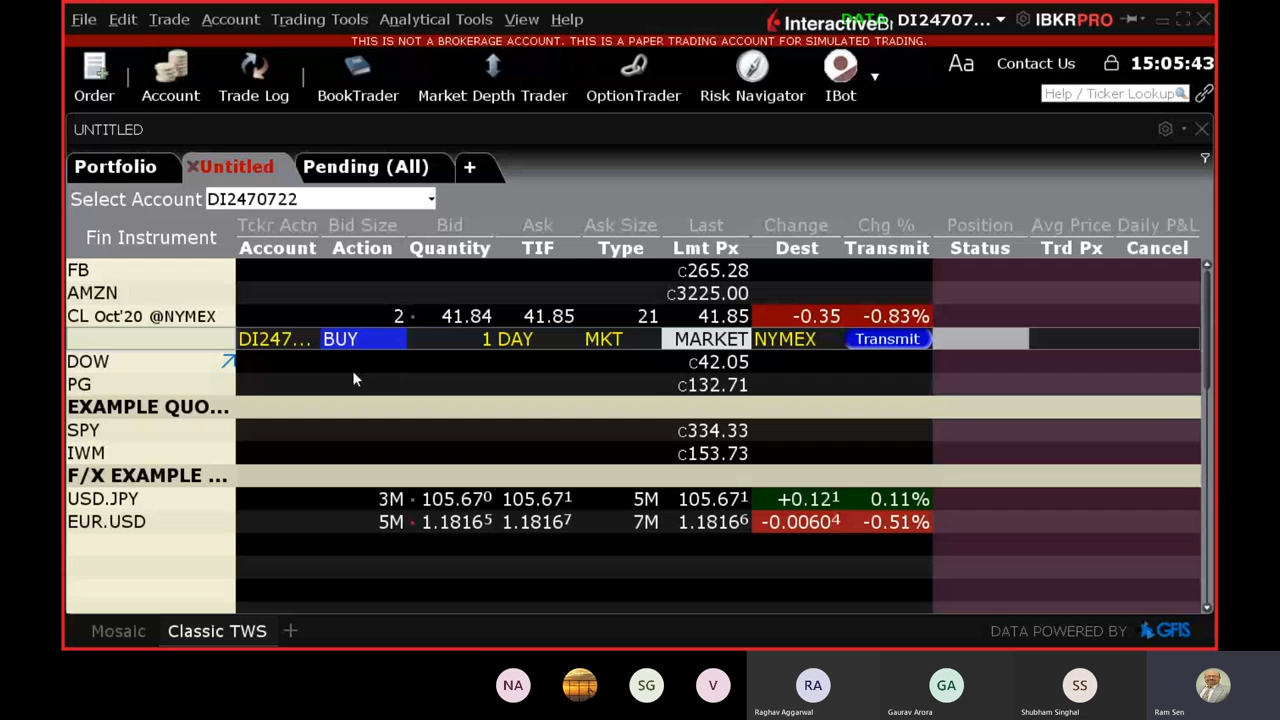 File Edit Trade Account Trading Tools Analytical Tools View Help InteractiveB DATA DI24707... IBKRPRO
THIS IS NOT A BROKERAGE ACCOUNT. THIS IS A PAPER TRADING ACCOUNT FOR SIMULATED TRADING.
Order Account Trade Log BookTrader Market Depth Trader OptionTrader Risk Navigator IBot Aa Contact Us 15:05:43
Help / Ticker Lookup
UNTITLED
Portfolio Untitled Pending (All) +
Select Account DI2470722
Fin Instrument Tckr Actn Bid Size Bid Ask Ask Size Last Change Chg % Position Avg Price Daily P&L
Account Action Quantity TIF Type Lmt Px Dest Transmit Status Trd Px Cancel
FB C265.28
AMZN C3225.00
CL Oct'20 @NYMEX 2 41.84 41.85 21 41.85 -0.35 -0.83%
DI247... BUY 1 DAY MKT MARKET NYMEX Transmit
DOW C42.05
PG C132.71
EXAMPLE QUO...
SPY C334.33
IWM C153.73
F/X EXAMPLE ...
USD.JPY 3M 105.67⁰ 105.67¹ 5M 105.67¹ +0.12¹ 0.11%
EUR.USD 5M 1.1816⁵ 1.1816⁷ 7M 1.1816⁶ -0.0060⁴ -0.51%
Mosaic Classic TWS + DATA POWERED BY GFIS
NA SG V RA GA SS
Raghav Aggarwal Gaurav Arora Shubham Singhal Ram Sen